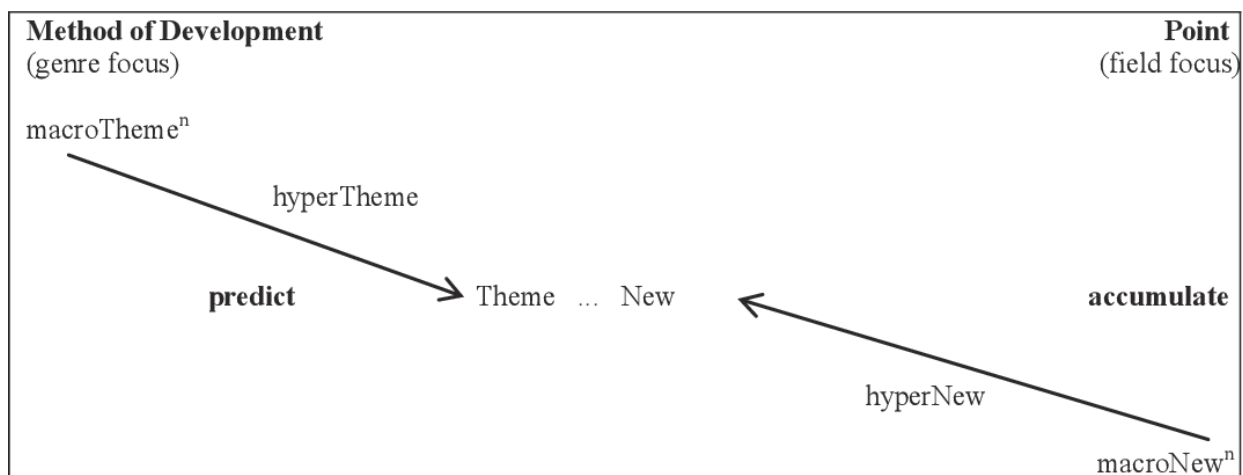 Method of Development Point
(genre focus) (field focus)
macroThemeⁿ
hyperTheme
predict Theme ... New accumulate
hyperNew
macroNewⁿ